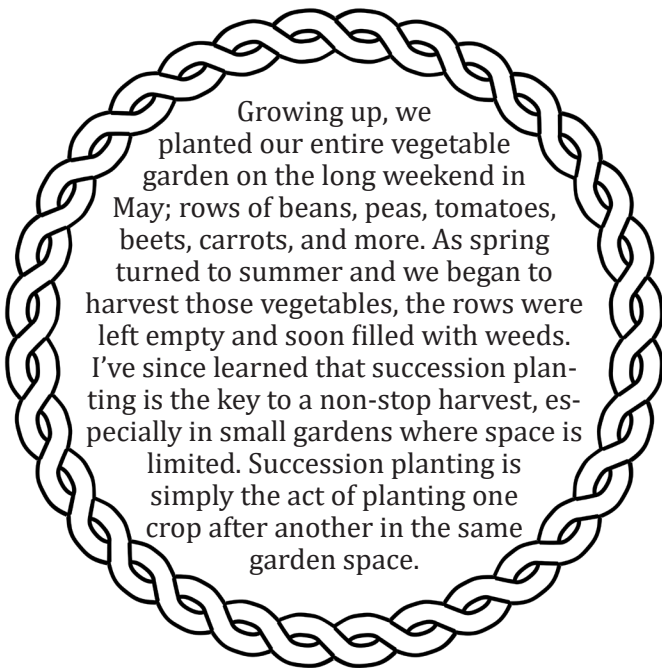 Growing up, we
planted our entire vegetable
garden on the long weekend in
May; rows of beans, peas, tomatoes,
beets, carrots, and more. As spring
turned to summer and we began to
harvest those vegetables, the rows were
left empty and soon filled with weeds.
I’ve since learned that succession plan-
ting is the key to a non-stop harvest, es-
pecially in small gardens where space is
limited. Succession planting is
simply the act of planting one
crop after another in the same
garden space.